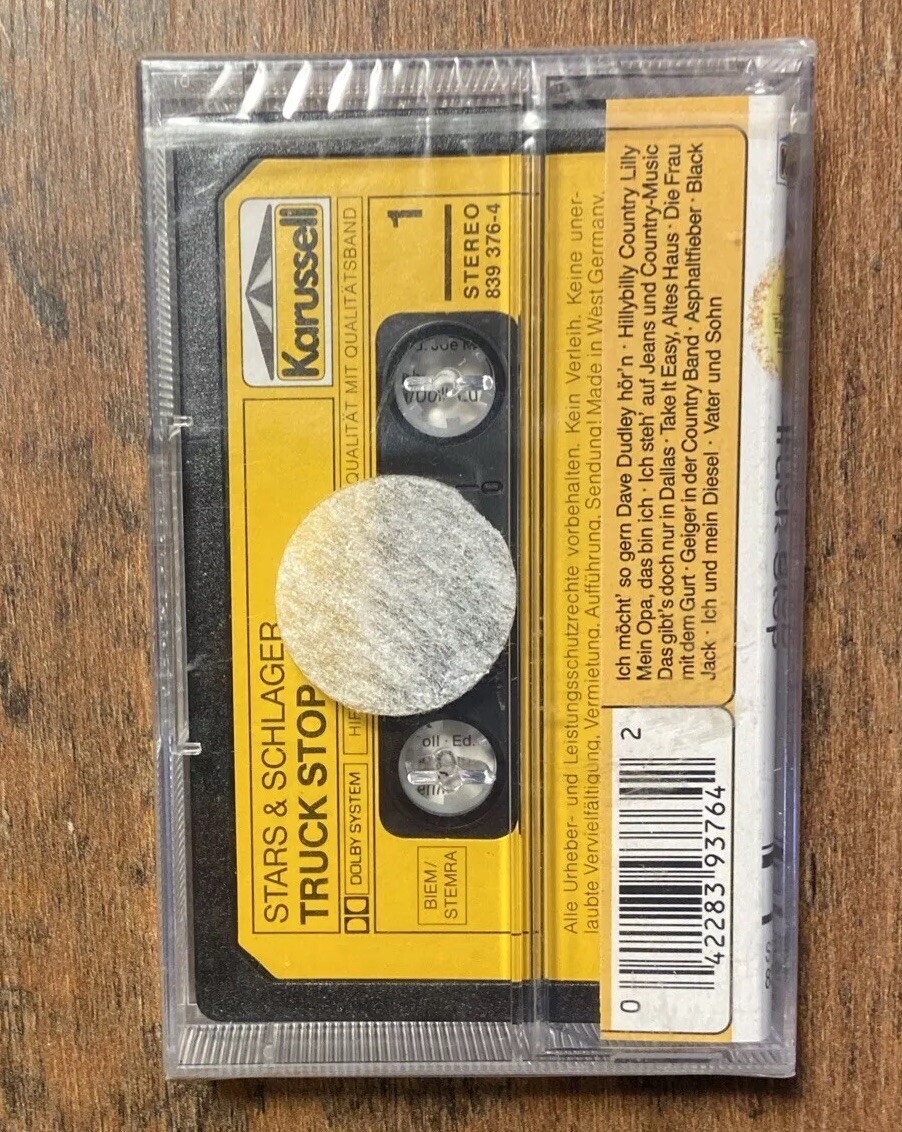 Karussell
STARS & SCHLAGER
TRUCK STOP
DOLBY SYSTEM
QUALITÄT MIT QUALITÄTSBAND
1
STEREO
839 376-4
BIEM/
STEMRA
oll · Ed.
0
Alle Urheber- und Leistungsschutzrechte vorbehalten. Kein Verleih. Keine uner-
laubte Vervielfältigung, Vermietung, Aufführung, Sendung! Made in West Germany.
Ich möcht' so gern Dave Dudley hör'n · Hillybilly Country Lilly
Mein Opa, das bin ich · Ich steh' auf Jeans und Country-Music
Das gibt's doch nur in Dallas · Take It Easy, Altes Haus · Die Frau
mit dem Gurt · Geiger in der Country Band · Asphaltfieber · Black
Jack · Ich und mein Diesel · Vater und Sohn
0 42283 93764 2